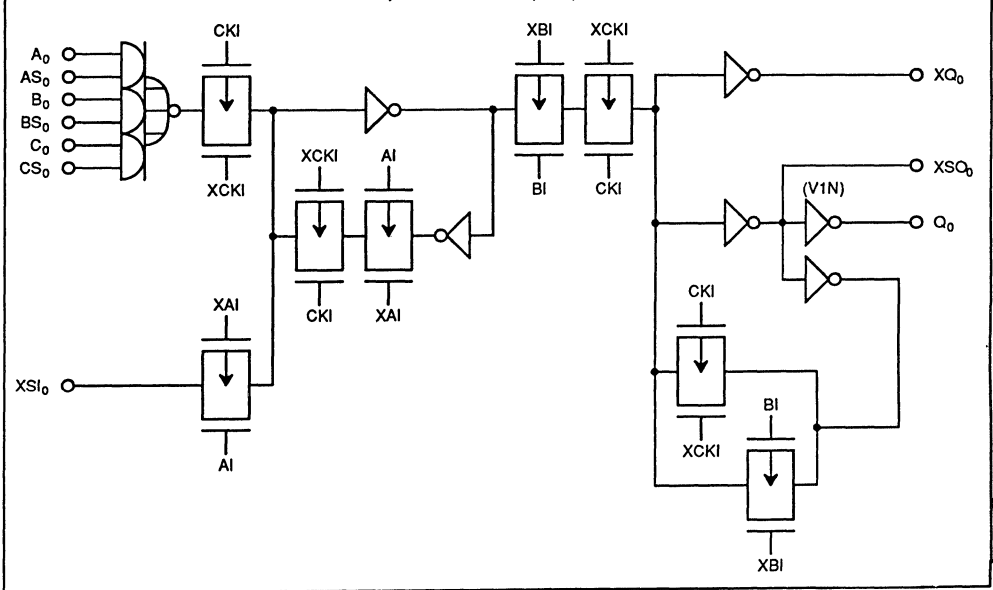 A₀
AS₀
B₀
BS₀
C₀
CS₀
CKI
XCKI
XCKI
CKI
AI
XAI
XSI₀
XAI
AI
XBI
BI
XCKI
CKI
XQ₀
XSO₀
(V1N)
Q₀
CKI
XCKI
BI
XBI